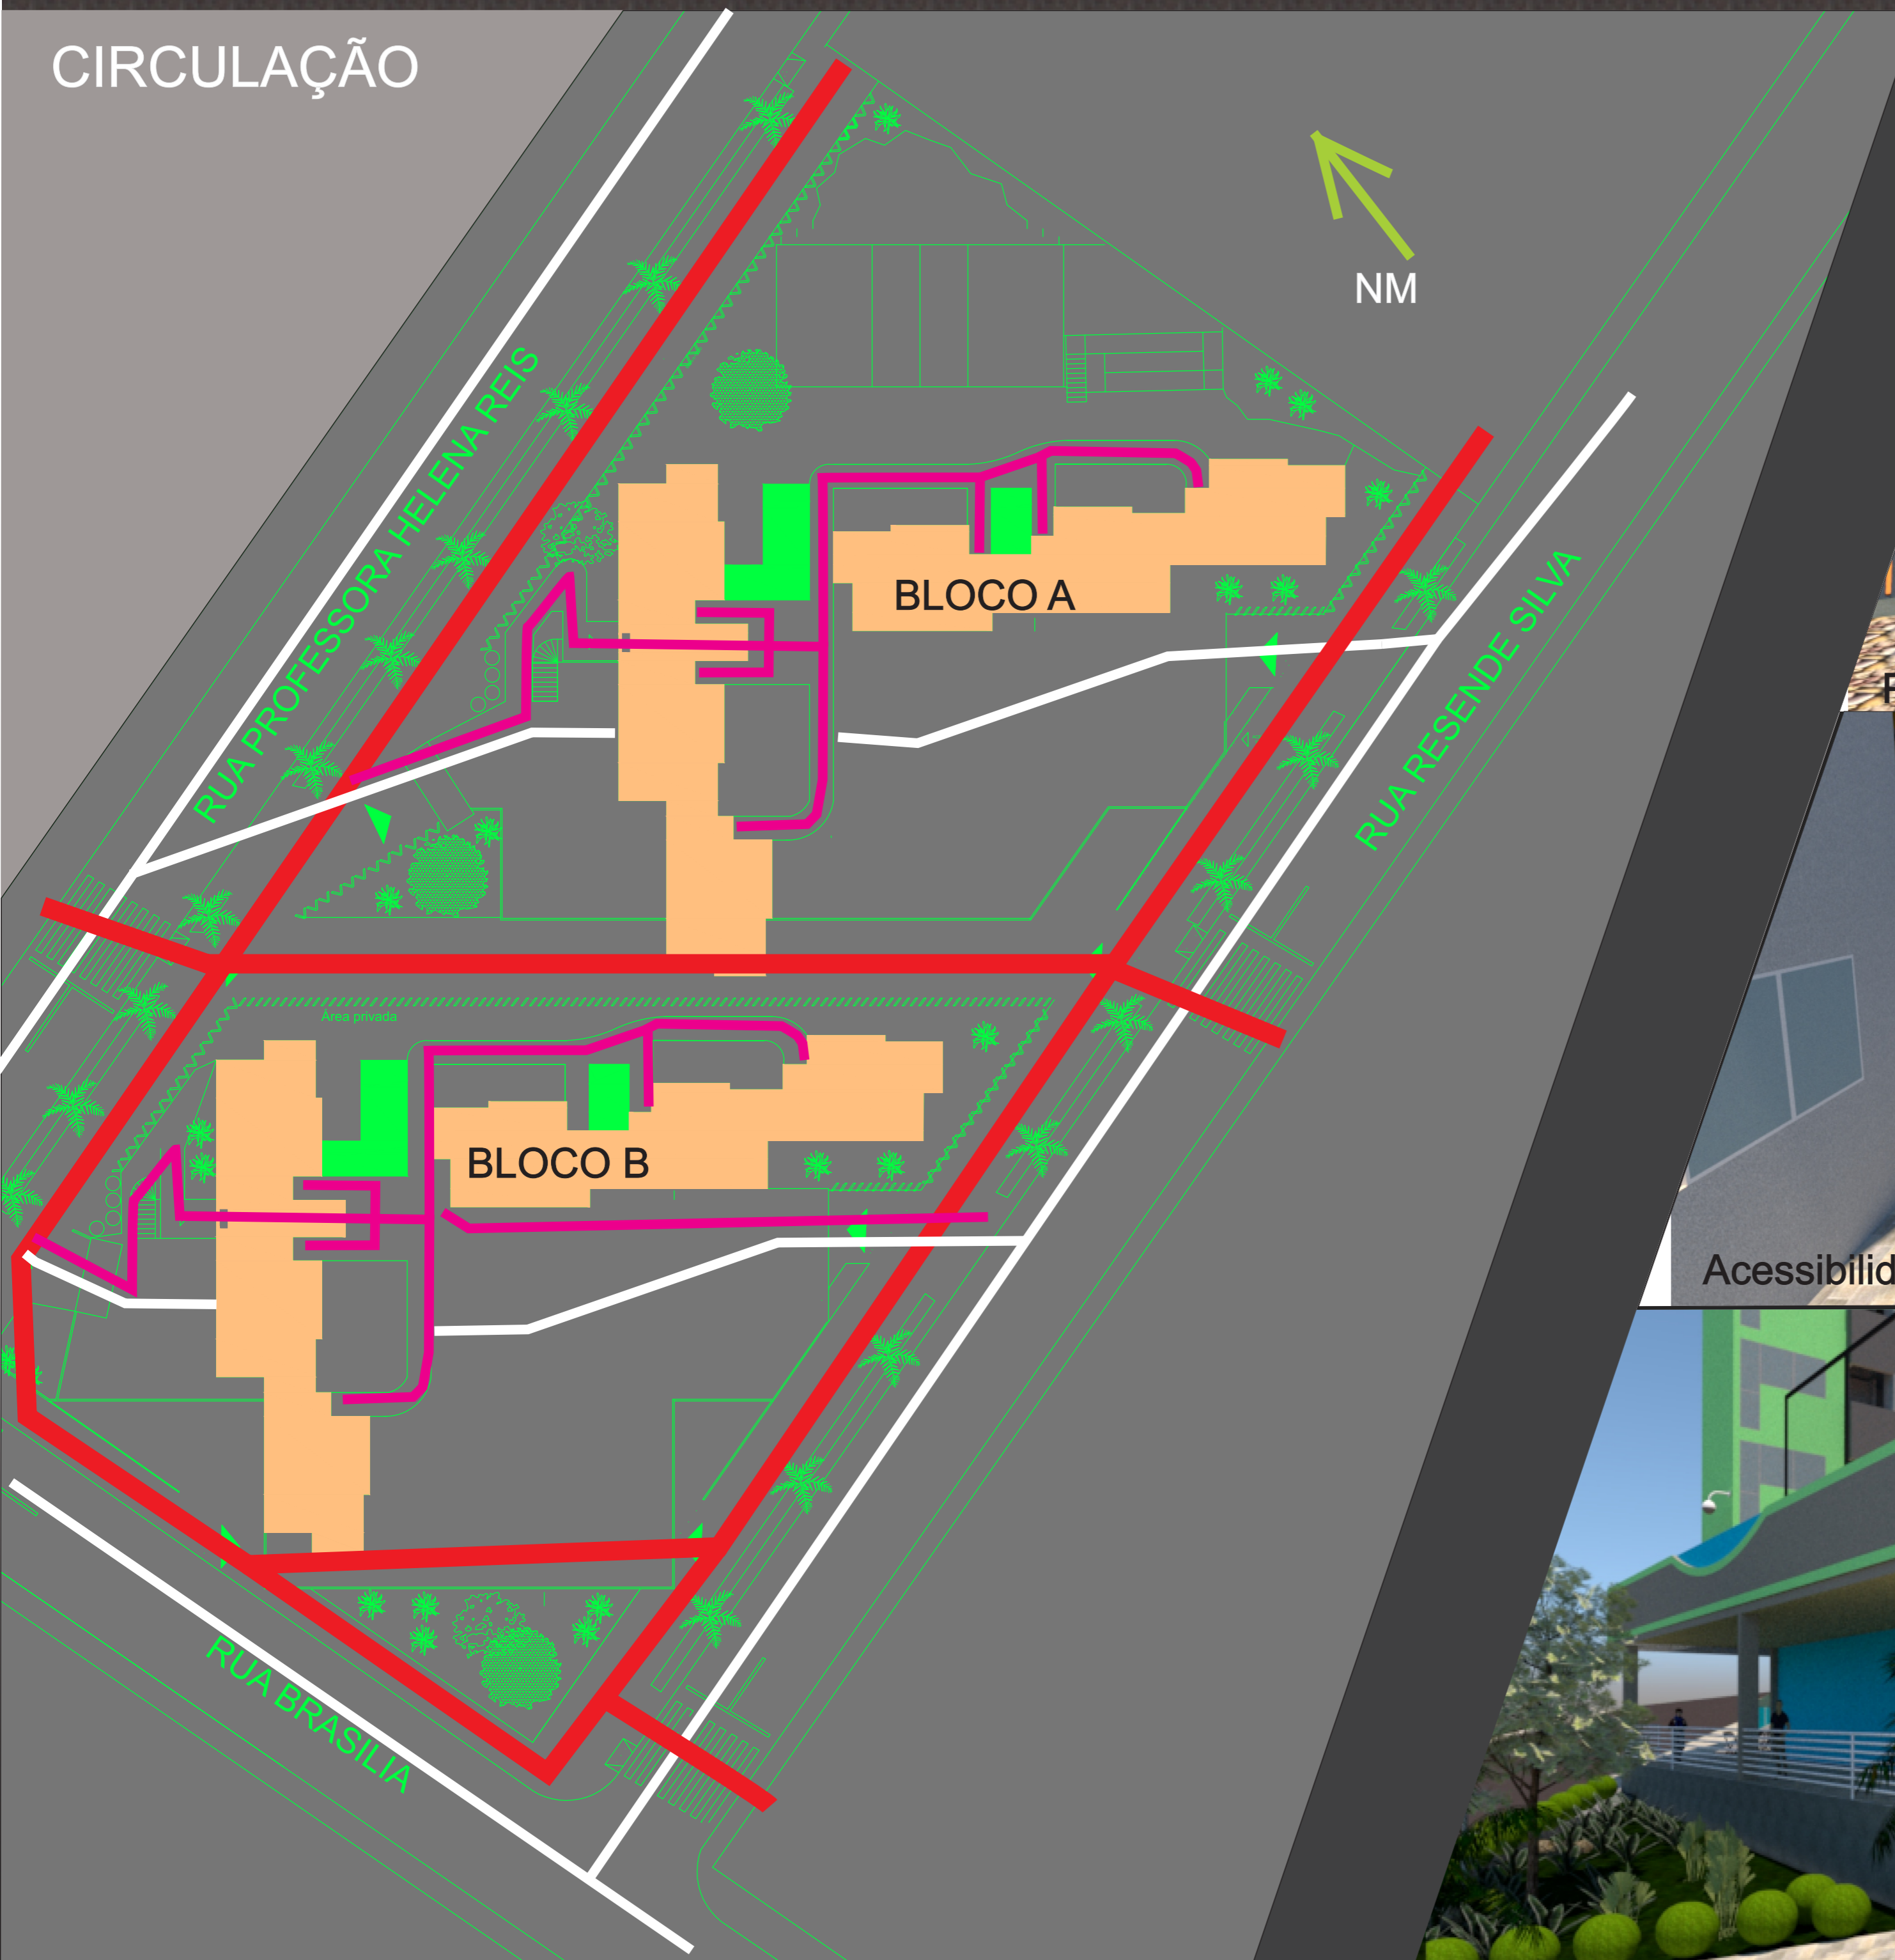 CIRCULAÇÃO
NM
RUA PROFESSORA HELENA REIS
BLOCO A
RUA RESENDE SILVA
Área privada
BLOCO B
Acessibilid
RUA BRASILIA